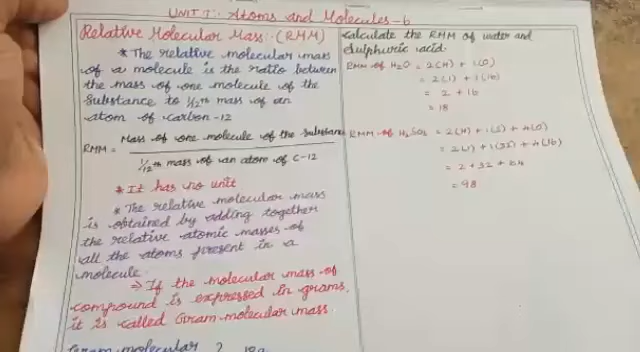 UNIT 7: Atoms and Molecules-6
Relative Molecular Mass:-(RMM)
* The relative molecular mass
of a molecule is the ratio between
the mass of one molecule of the
substance to 1/12th mass of an
atom of carbon-12
RMM = Mass of one molecule of the Substance
1/12th mass of an atom of C-12
* It has no unit
* The relative molecular mass
is obtained by adding together
the relative atomic masses of
all the atoms present in a
molecule.
⇒ If the molecular mass of
compound is expressed in grams,
it is called Gram molecular mass.
Gram molecular
calculate the RMM of water and
sulphuric acid.
RMM of H2O = 2(H) + 1(O)
= 2(1) + 1(16)
= 2 + 16
= 18
RMM of H2SO4 = 2(H) + 1(S) + 4(O)
= 2(1) + 1(32) + 4(16)
= 2 + 32 + 64
= 98